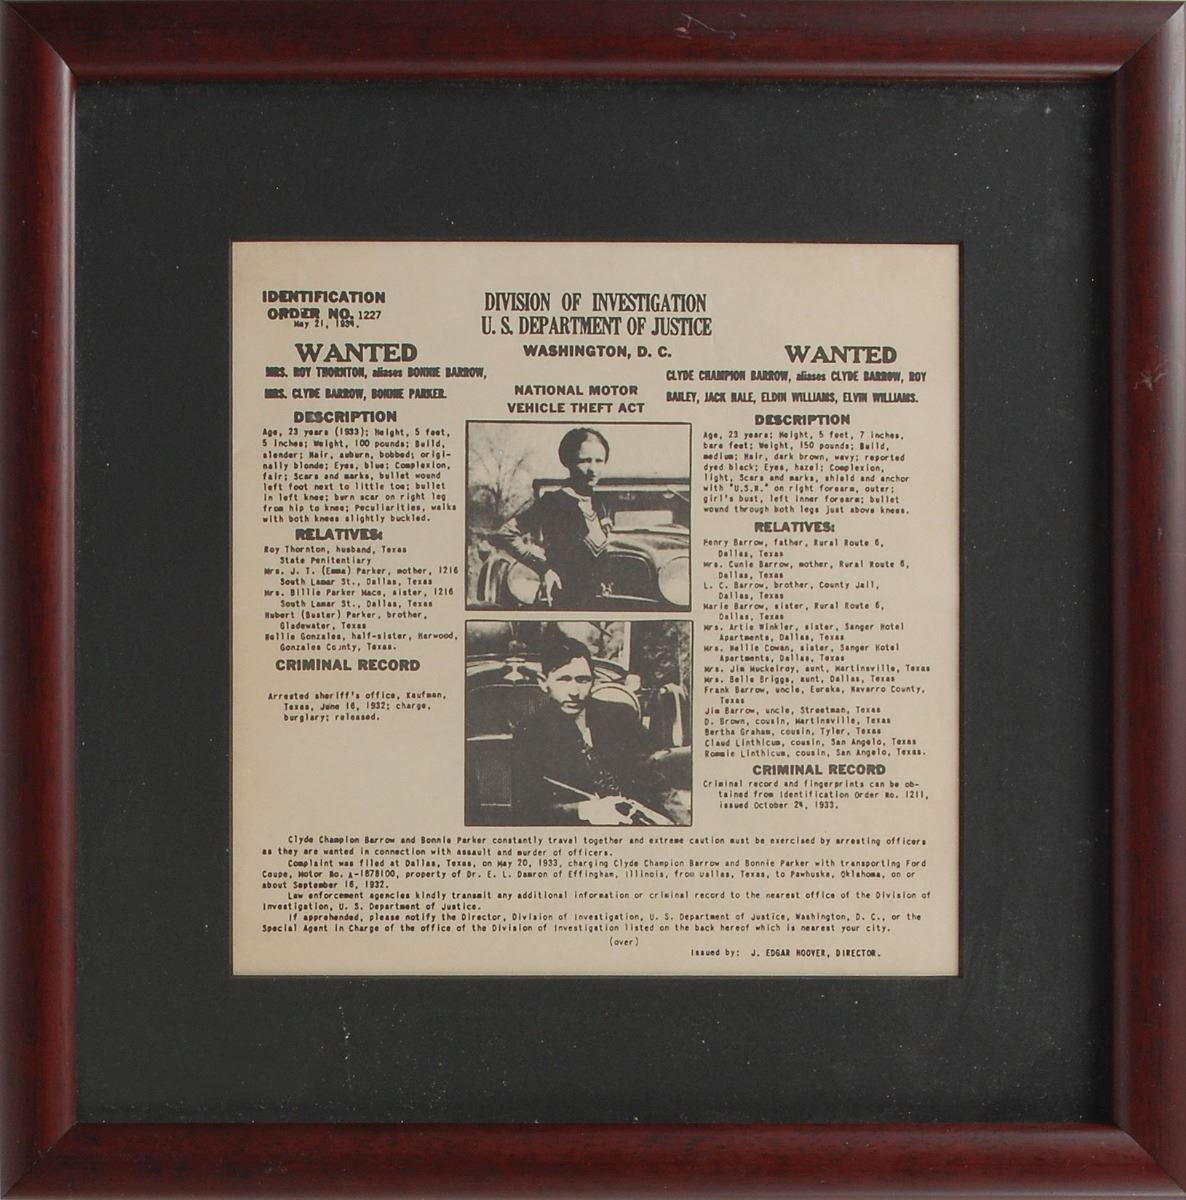 IDENTIFICATION
ORDER NO. 1227
May 21, 1934.
DIVISION OF INVESTIGATION
U. S. DEPARTMENT OF JUSTICE
WASHINGTON, D. C.
NATIONAL MOTOR
VEHICLE THEFT ACT
WANTED
MRS. ROY THORNTON, aliases BONNIE BARROW,
MRS. CLYDE BARROW, BONNIE PARKER.
DESCRIPTION
Age, 23 years (1933); Height, 5 feet,
5 inches; Weight, 100 pounds; Build,
slender; Hair, auburn, bobbed; origi-
nally blonde; Eyes, blue; Complexion,
fair; Scars and marks, bullet wound
left foot next to little toe; bullet
in left knee; burn scar on right leg
from hip to knee; Peculiarities, walks
with both knees slightly buckled.
RELATIVES:
Roy Thornton, husband, Texas
State Penitentiary
Mrs. J. T. (Emma) Parker, mother, 1216
South Lamar St., Dallas, Texas
Mrs. Billie Parker Mace, sister, 1216
South Lamar St., Dallas, Texas
Hubert (Buster) Parker, brother,
Gladewater, Texas
Nellie Gonzales, half-sister, Harwood,
Gonzales County, Texas.
CRIMINAL RECORD
Arrested sheriff's office, Kaufman,
Texas, June 16, 1932; charge,
burglary; released.
WANTED
CLYDE CHAMPION BARROW, aliases CLYDE BARROW, ROY
BAILEY, JACK HALE, ELDIN WILLIAMS, ELVIN WILLIAMS.
DESCRIPTION
Age, 23 years; Height, 5 feet, 7 inches,
bare feet; Weight, 150 pounds; Build,
medium; Hair, dark brown, wavy; reported
dyed black; Eyes, hazel; Complexion,
light, Scars and marks, shield and anchor
with "U.S.N." on right forearm, outer;
girl's bust, left inner forearm; bullet
wound through both legs just above knees.
RELATIVES:
Henry Barrow, father, Rural Route 6,
Dallas, Texas
Mrs. Cunie Barrow, mother, Rural Route 6,
Dallas, Texas
L. C. Barrow, brother, County Jail,
Dallas, Texas
Marie Barrow, sister, Rural Route 6,
Dallas, Texas
Mrs. Artie Winkler, sister, Sanger Hotel
Apartments, Dallas, Texas
Mrs. Nellie Cowan, sister, Sanger Hotel
Apartments, Dallas, Texas
Mrs. Jim Muckelroy, aunt, Martinsville, Texas
Mrs. Belle Briggs, aunt, Dallas, Texas
Frank Barrow, uncle, Eureka, Navarro County,
Texas
Jim Barrow, uncle, Streetman, Texas
D. Brown, cousin, Martinsville, Texas
Bertha Graham, cousin, Tyler, Texas
Claud Linthicum, cousin, San Angelo, Texas
Rommie Linthicum, cousin, San Angelo, Texas.
CRIMINAL RECORD
Criminal record and fingerprints can be ob-
tained from Identification Order No. 1211,
issued October 24, 1933.
Clyde Champion Barrow and Bonnie Parker constantly travel together and extreme caution must be exercised by arresting officers
as they are wanted in connection with assault and murder of officers.
Complaint was filed at Dallas, Texas, on May 20, 1933, charging Clyde Champion Barrow and Bonnie Parker with transporting Ford
Coupe, Motor No. A-1878100, property of Dr. E. L. Damron of Effingham, Illinois, from Dallas, Texas, to Pawhuska, Oklahoma, on or
about September 16, 1932.
Law enforcement agencies kindly transmit any additional information or criminal record to the nearest office of the Division of
Investigation, U. S. Department of Justice.
If apprehended, please notify the Director, Division of Investigation, U. S. Department of Justice, Washington, D. C., or the
Special Agent in Charge of the office of the Division of Investigation listed on the back hereof which is nearest your city.
(over)
Issued by: J. EDGAR HOOVER, DIRECTOR.